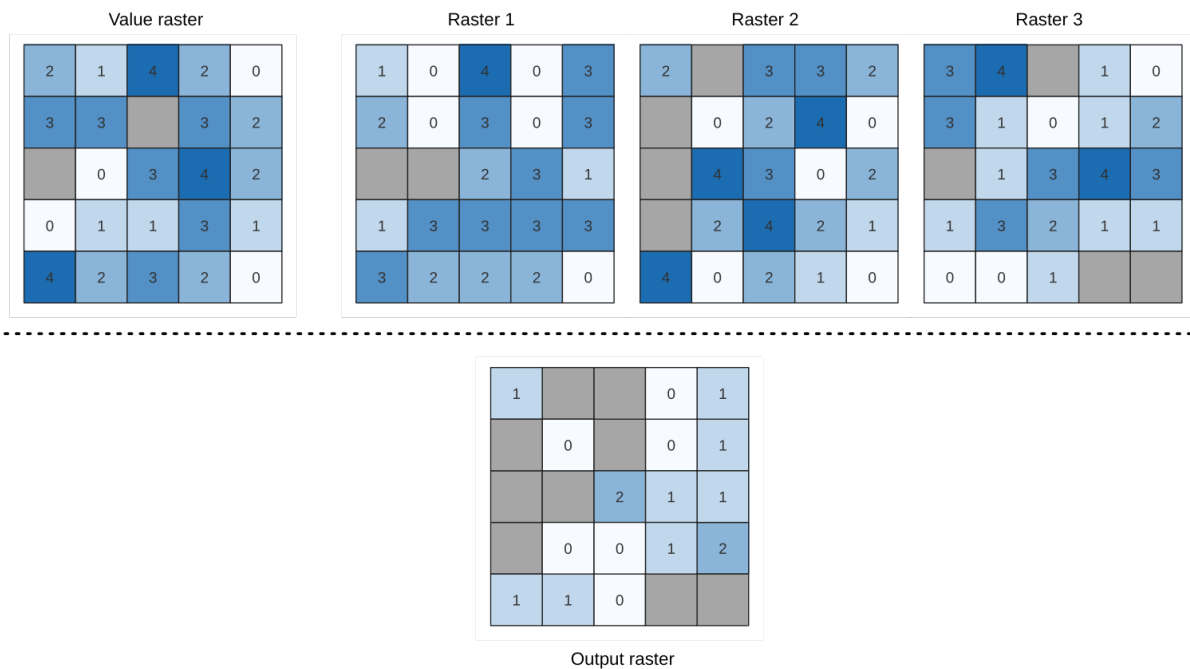 Value raster Raster 1 Raster 2 Raster 3
2 1 4 2 0 1 0 4 0 3 2 3 3 2 3 4 1 0
3 3 3 2 2 0 3 0 3 0 2 4 0 3 1 0 1 2
0 3 4 2 2 3 1 4 3 0 2 1 3 4 3
0 1 1 3 1 1 3 3 3 3 2 4 2 1 1 3 2 1 1
4 2 3 2 0 3 2 2 2 0 4 0 2 1 0 0 0 1
1 0 1
0 0 1
2 1 1
0 0 1 2
1 1 0
Output raster